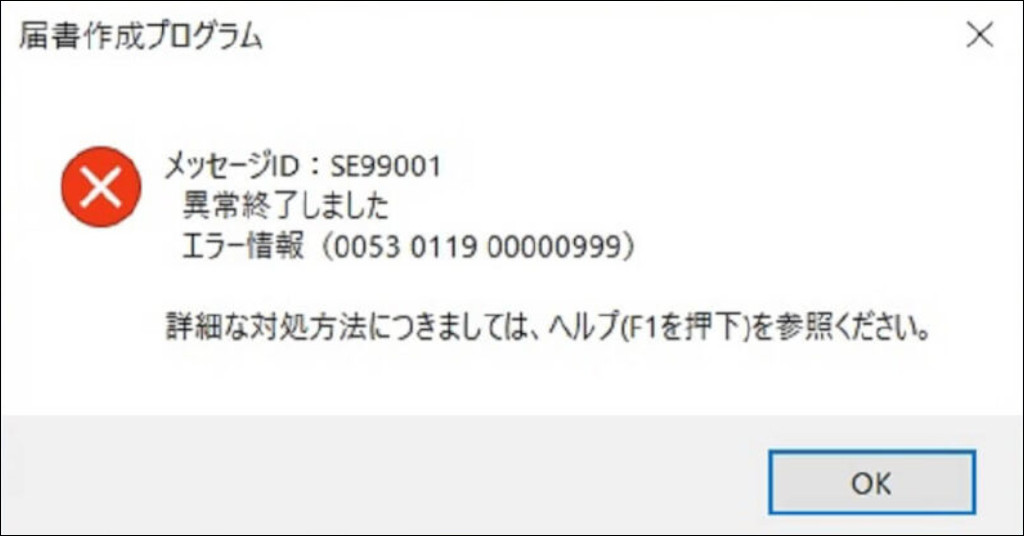 届書作成プログラム
メッセージID：SE99001
異常終了しました
エラー情報（0053 0119 00000999）
詳細な対処方法につきましては、ヘルプ(F1を押下)を参照ください。
OK